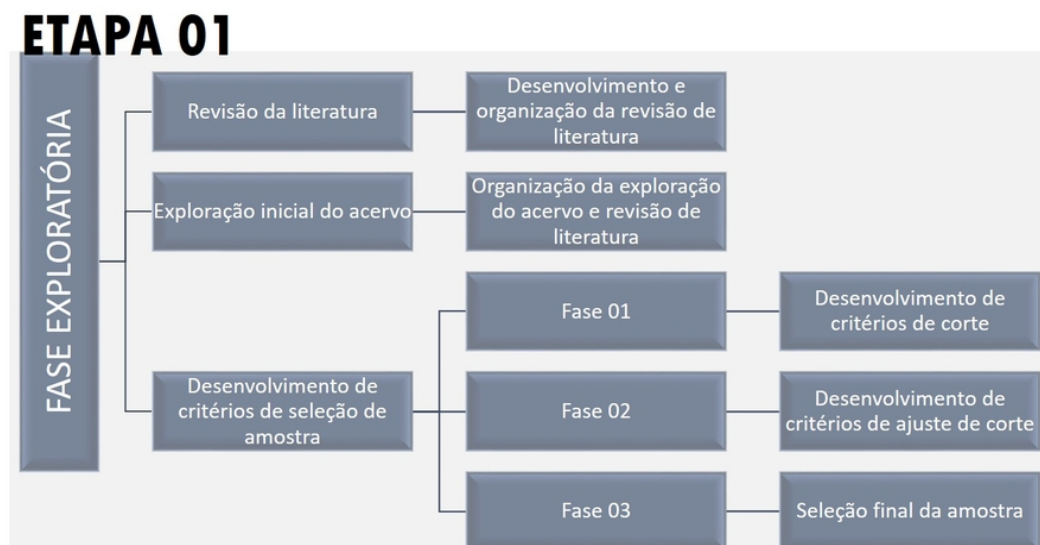 ETAPA 01
FASE EXPLORATÓRIA
Revisão da literatura
Desenvolvimento e
organização da revisão de
literatura
Exploração inicial do acervo
Organização da exploração
do acervo e revisão de
literatura
Desenvolvimento de
critérios de seleção de
amostra
Fase 01
Desenvolvimento de
critérios de corte
Fase 02
Desenvolvimento de
critérios de ajuste de corte
Fase 03
Seleção final da amostra